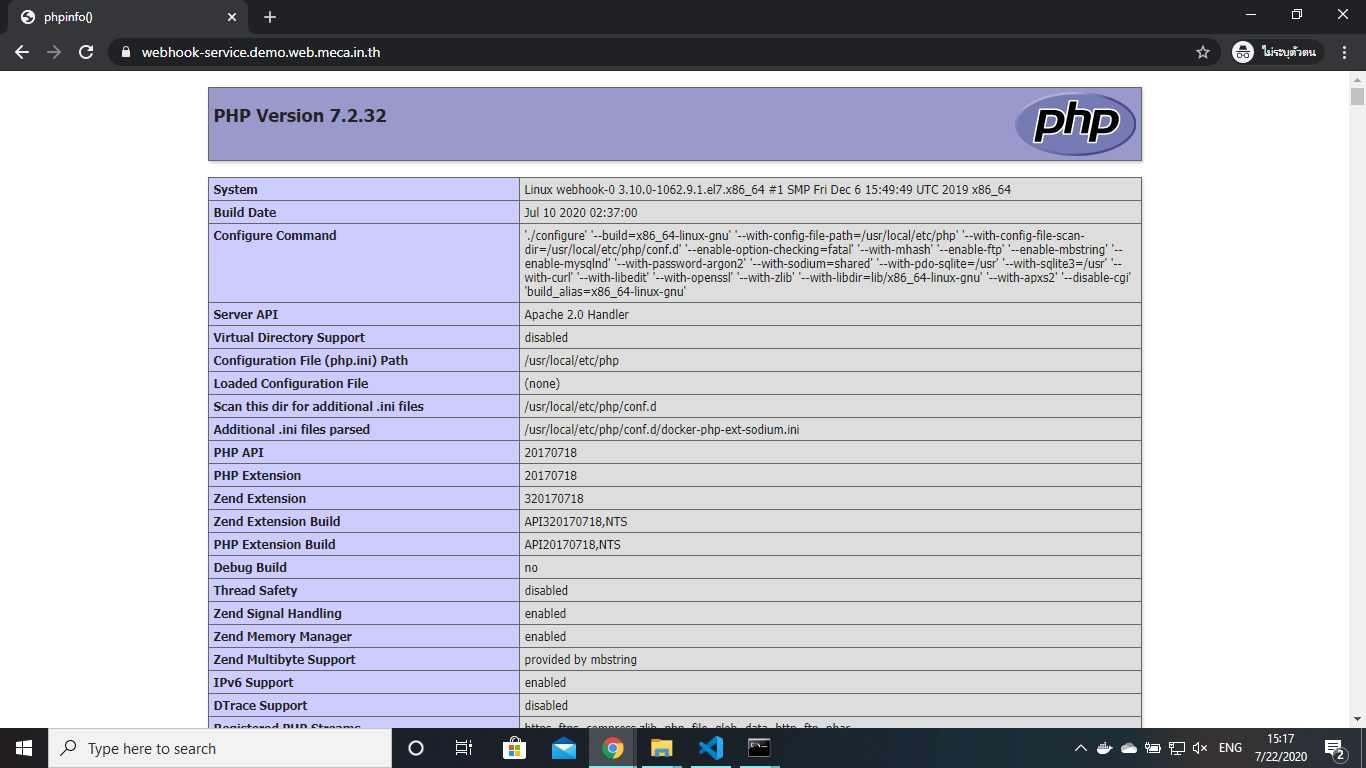 phpinfo()
webhook-service.demo.web.meca.in.th
ไม่ระบุตัวตน
PHP Version 7.2.32
php
System Linux webhook-0 3.10.0-1062.9.1.el7.x86_64 #1 SMP Fri Dec 6 15:49:49 UTC 2019 x86_64
Build Date Jul 10 2020 02:37:00
Configure Command './configure' '--build=x86_64-linux-gnu' '--with-config-file-path=/usr/local/etc/php' '--with-config-file-scan-
dir=/usr/local/etc/php/conf.d' '--enable-option-checking=fatal' '--with-mhash' '--enable-ftp' '--enable-mbstring' '--
enable-mysqlnd' '--with-password-argon2' '--with-sodium=shared' '--with-pdo-sqlite=/usr' '--with-sqlite3=/usr' '--
with-curl' '--with-libedit' '--with-openssl' '--with-zlib' '--with-libdir=lib/x86_64-linux-gnu' '--with-apxs2' '--disable-cgi'
'build_alias=x86_64-linux-gnu'
Server API Apache 2.0 Handler
Virtual Directory Support disabled
Configuration File (php.ini) Path /usr/local/etc/php
Loaded Configuration File (none)
Scan this dir for additional .ini files /usr/local/etc/php/conf.d
Additional .ini files parsed /usr/local/etc/php/conf.d/docker-php-ext-sodium.ini
PHP API 20170718
PHP Extension 20170718
Zend Extension 320170718
Zend Extension Build API320170718,NTS
PHP Extension Build API20170718,NTS
Debug Build no
Thread Safety disabled
Zend Signal Handling enabled
Zend Memory Manager enabled
Zend Multibyte Support provided by mbstring
IPv6 Support enabled
DTrace Support disabled
Registered PHP Streams https, ftps, compress.zlib, php, file, glob, data, http, ftp, phar
Type here to search
ENG
15:17
7/22/2020
2